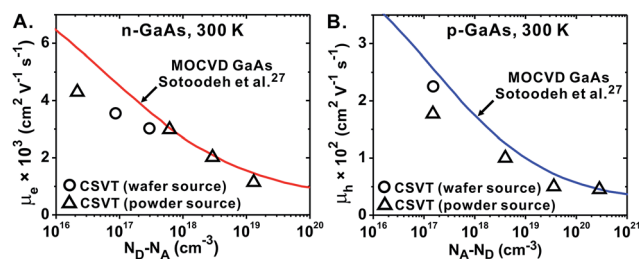 A.
n-GaAs, 300 K
MOCVD GaAs
Sotoodeh et al.27
CSVT (wafer source)
CSVT (powder source)
μe × 10³ (cm² V⁻¹ s⁻¹)
6
4
2
0
10¹⁶ 10¹⁷ 10¹⁸ 10¹⁹ 10²⁰
ND-NA (cm⁻³)
B.
p-GaAs, 300 K
MOCVD GaAs
Sotoodeh et al.27
CSVT (wafer source)
CSVT (powder source)
μh × 10² (cm² V⁻¹ s⁻¹)
3
2
1
0
10¹⁶ 10¹⁷ 10¹⁸ 10¹⁹ 10²⁰ 10²¹
NA-ND (cm⁻³)